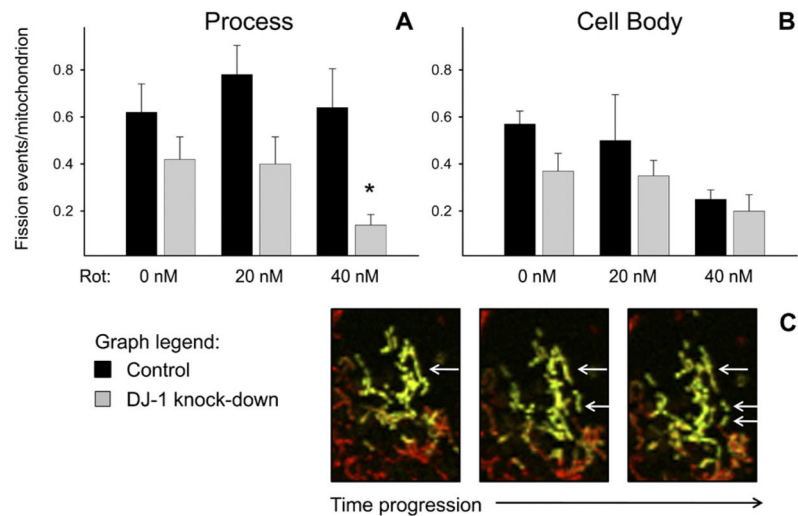 Process A
Cell Body B
Fission events/mitochondrion
0.8
0.6
0.4
0.2
0.8
0.6
0.4
0.2
Rot: 0 nM 20 nM 40 nM
*
0 nM 20 nM 40 nM
C
Graph legend:
Control
DJ-1 knock-down
Time progression